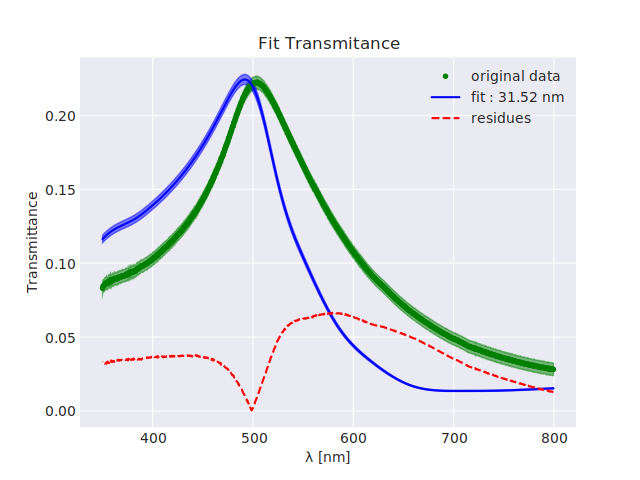 Fit Transmitance
original data
fit : 31.52 nm
residues
Transmittance
0.20
0.15
0.10
0.05
0.00
400
500
600
700
800
λ [nm]